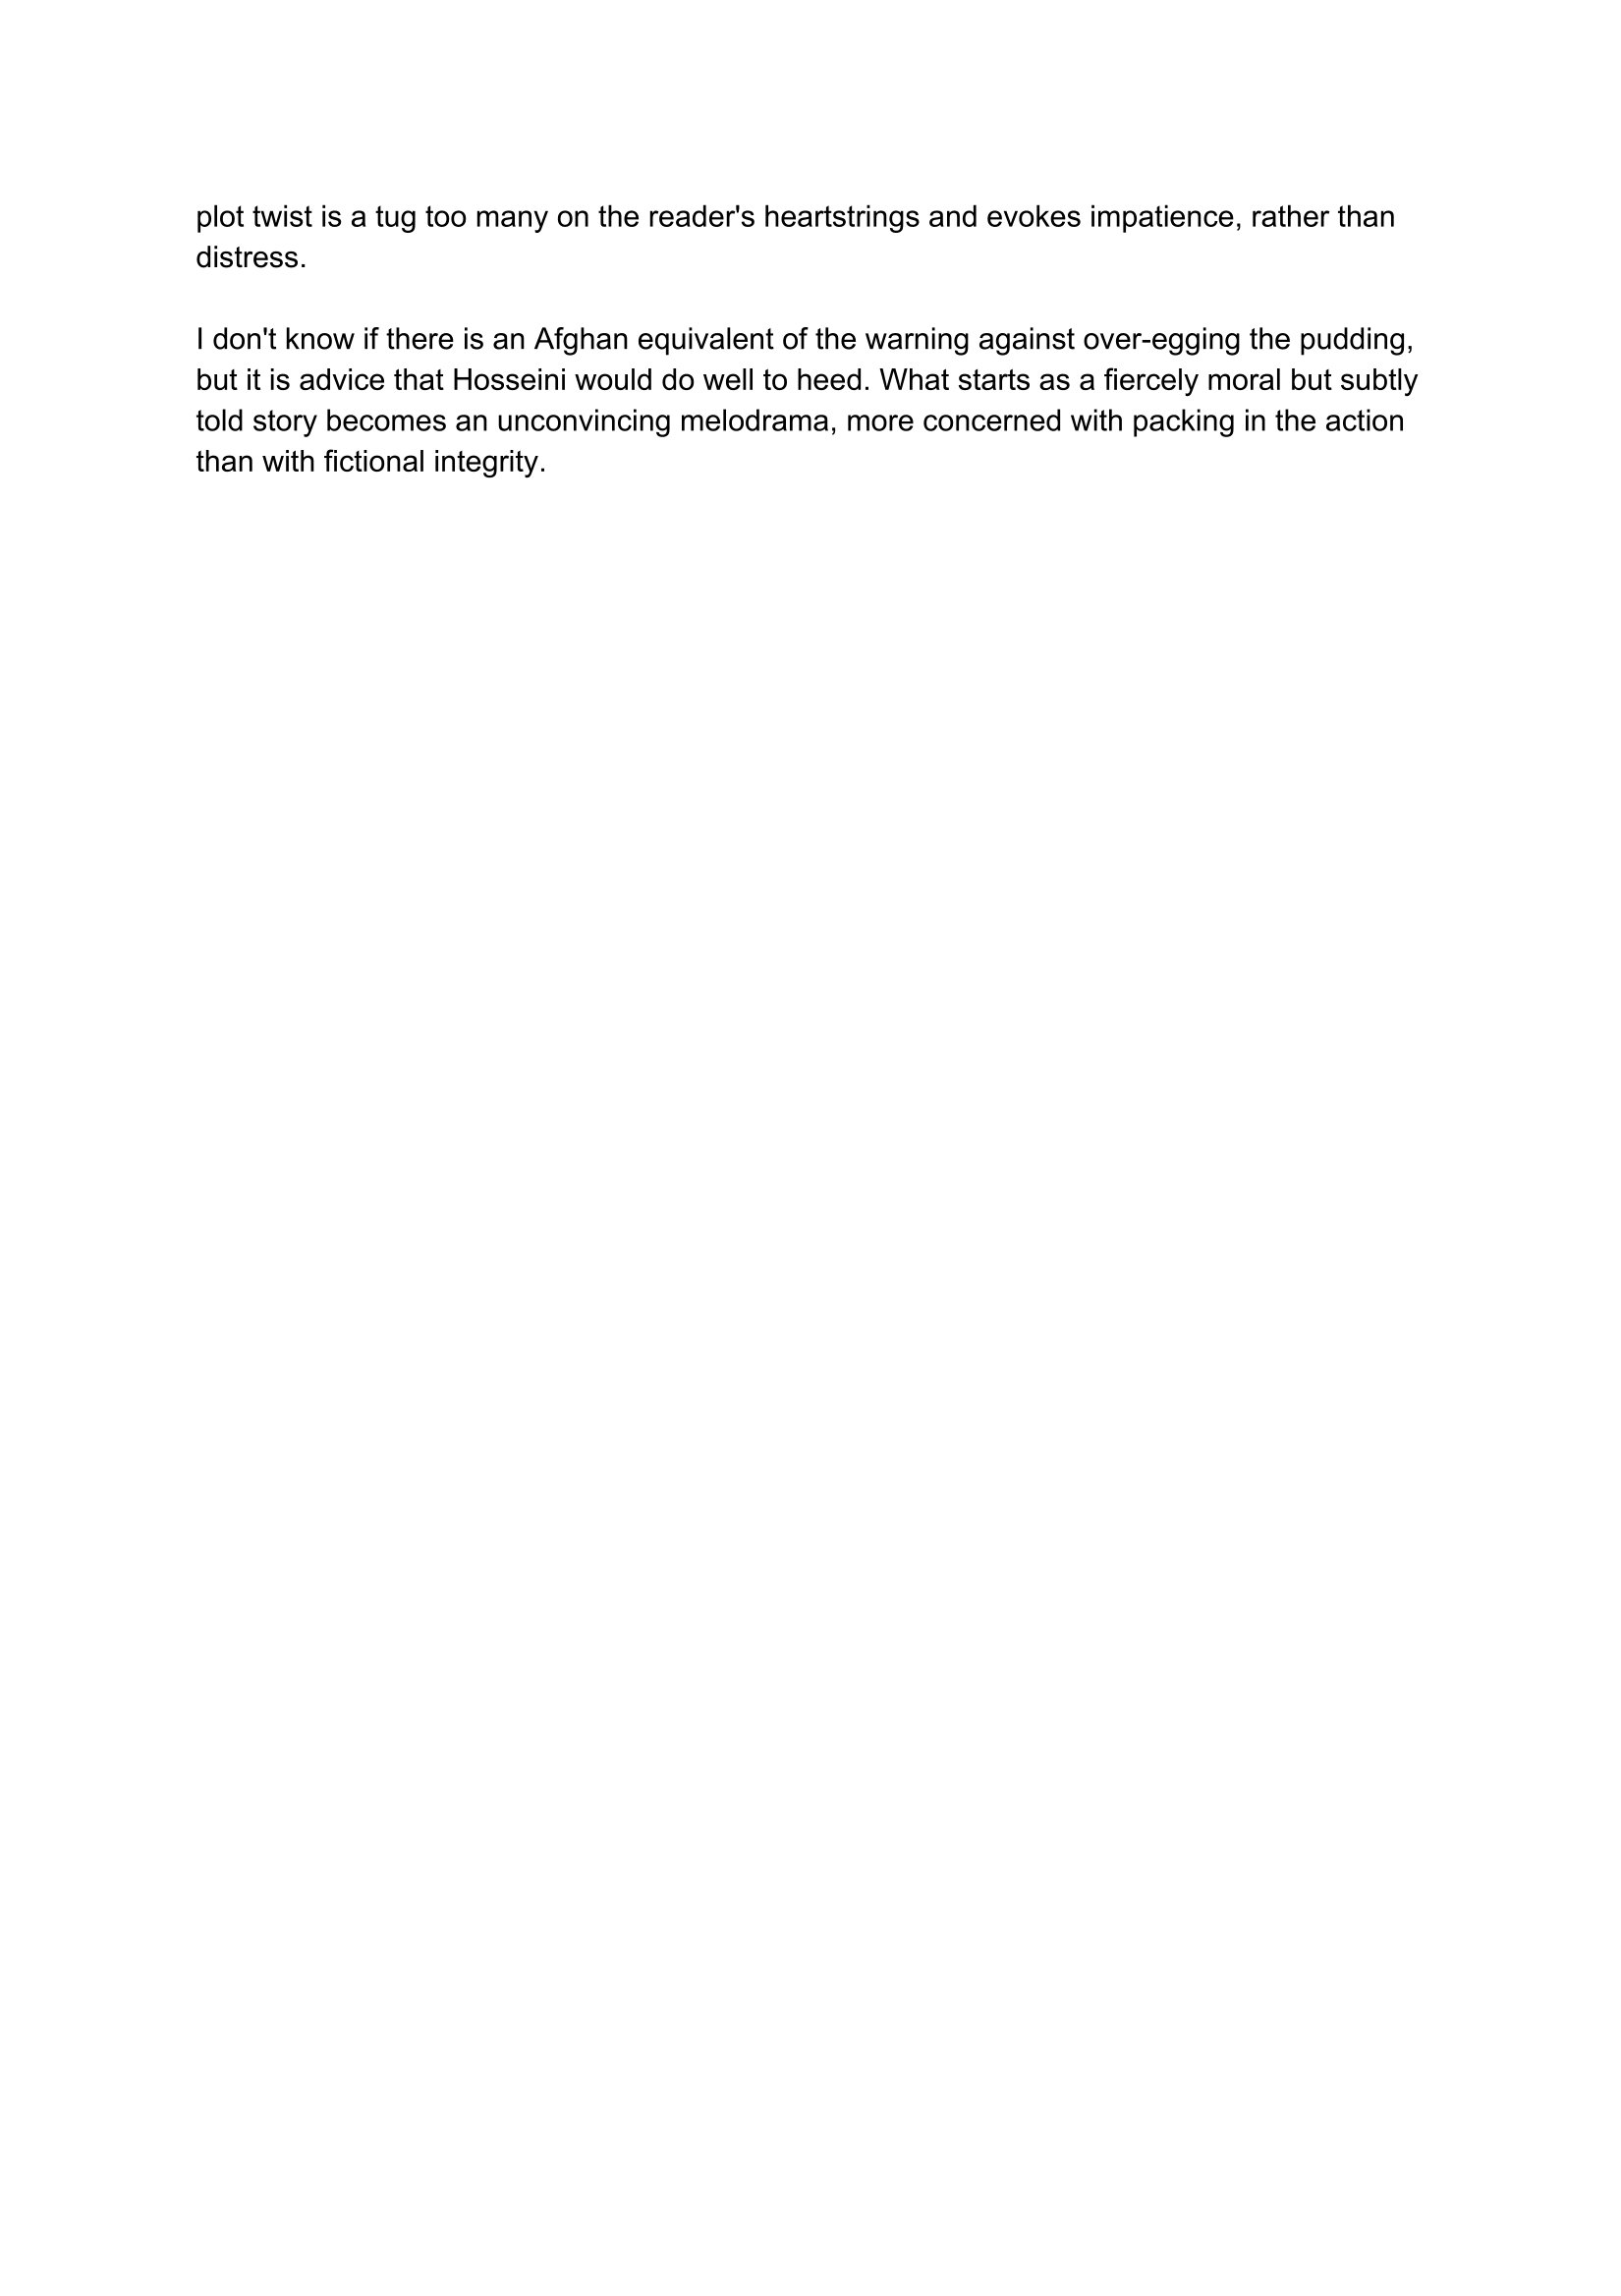 plot twist is a tug too many on the reader's heartstrings and evokes impatience, rather than
distress.
I don't know if there is an Afghan equivalent of the warning against over-egging the pudding,
but it is advice that Hosseini would do well to heed. What starts as a fiercely moral but subtly
told story becomes an unconvincing melodrama, more concerned with packing in the action
than with fictional integrity.